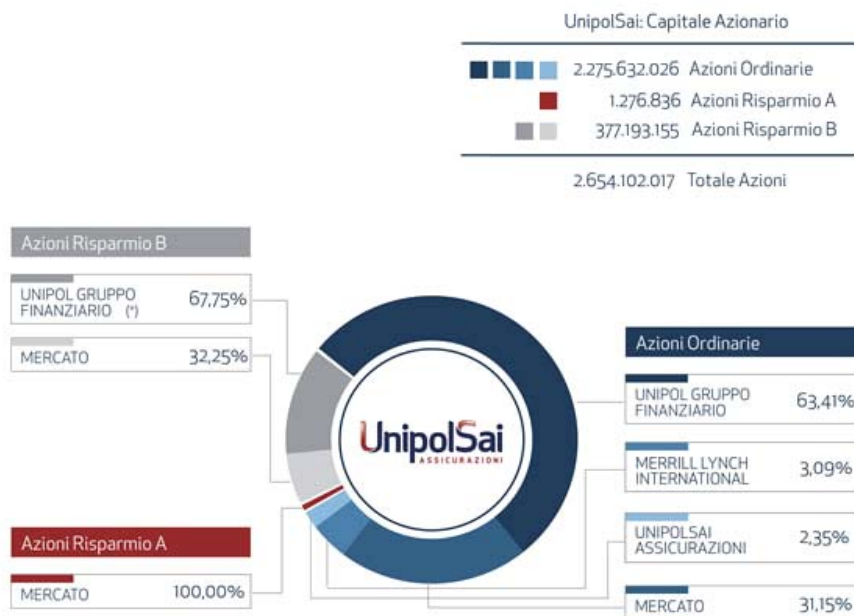 UnipolSai: Capitale Azionario
2.275.632.026 Azioni Ordinarie
1.276.836 Azioni Risparmio A
377.193.155 Azioni Risparmio B
2.654.102.017 Totale Azioni
Azioni Risparmio B
UNIPOL GRUPPO
FINANZIARIO (*) 67,75%
MERCATO 32,25%
UnipolSai
ASSICURAZIONI
Azioni Ordinarie
UNIPOL GRUPPO
FINANZIARIO 63,41%
MERRILL LYNCH
INTERNATIONAL 3,09%
UNIPOLSAI
ASSICURAZIONI 2,35%
MERCATO 31,15%
Azioni Risparmio A
MERCATO 100,00%